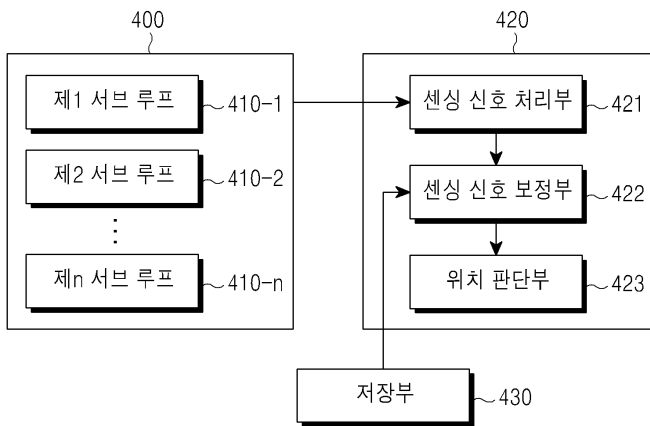 400
420
제1 서브 루프
410-1
센싱 신호 처리부
421
제2 서브 루프
410-2
센싱 신호 보정부
422
⋮
제n 서브 루프
410-n
위치 판단부
423
저장부
430